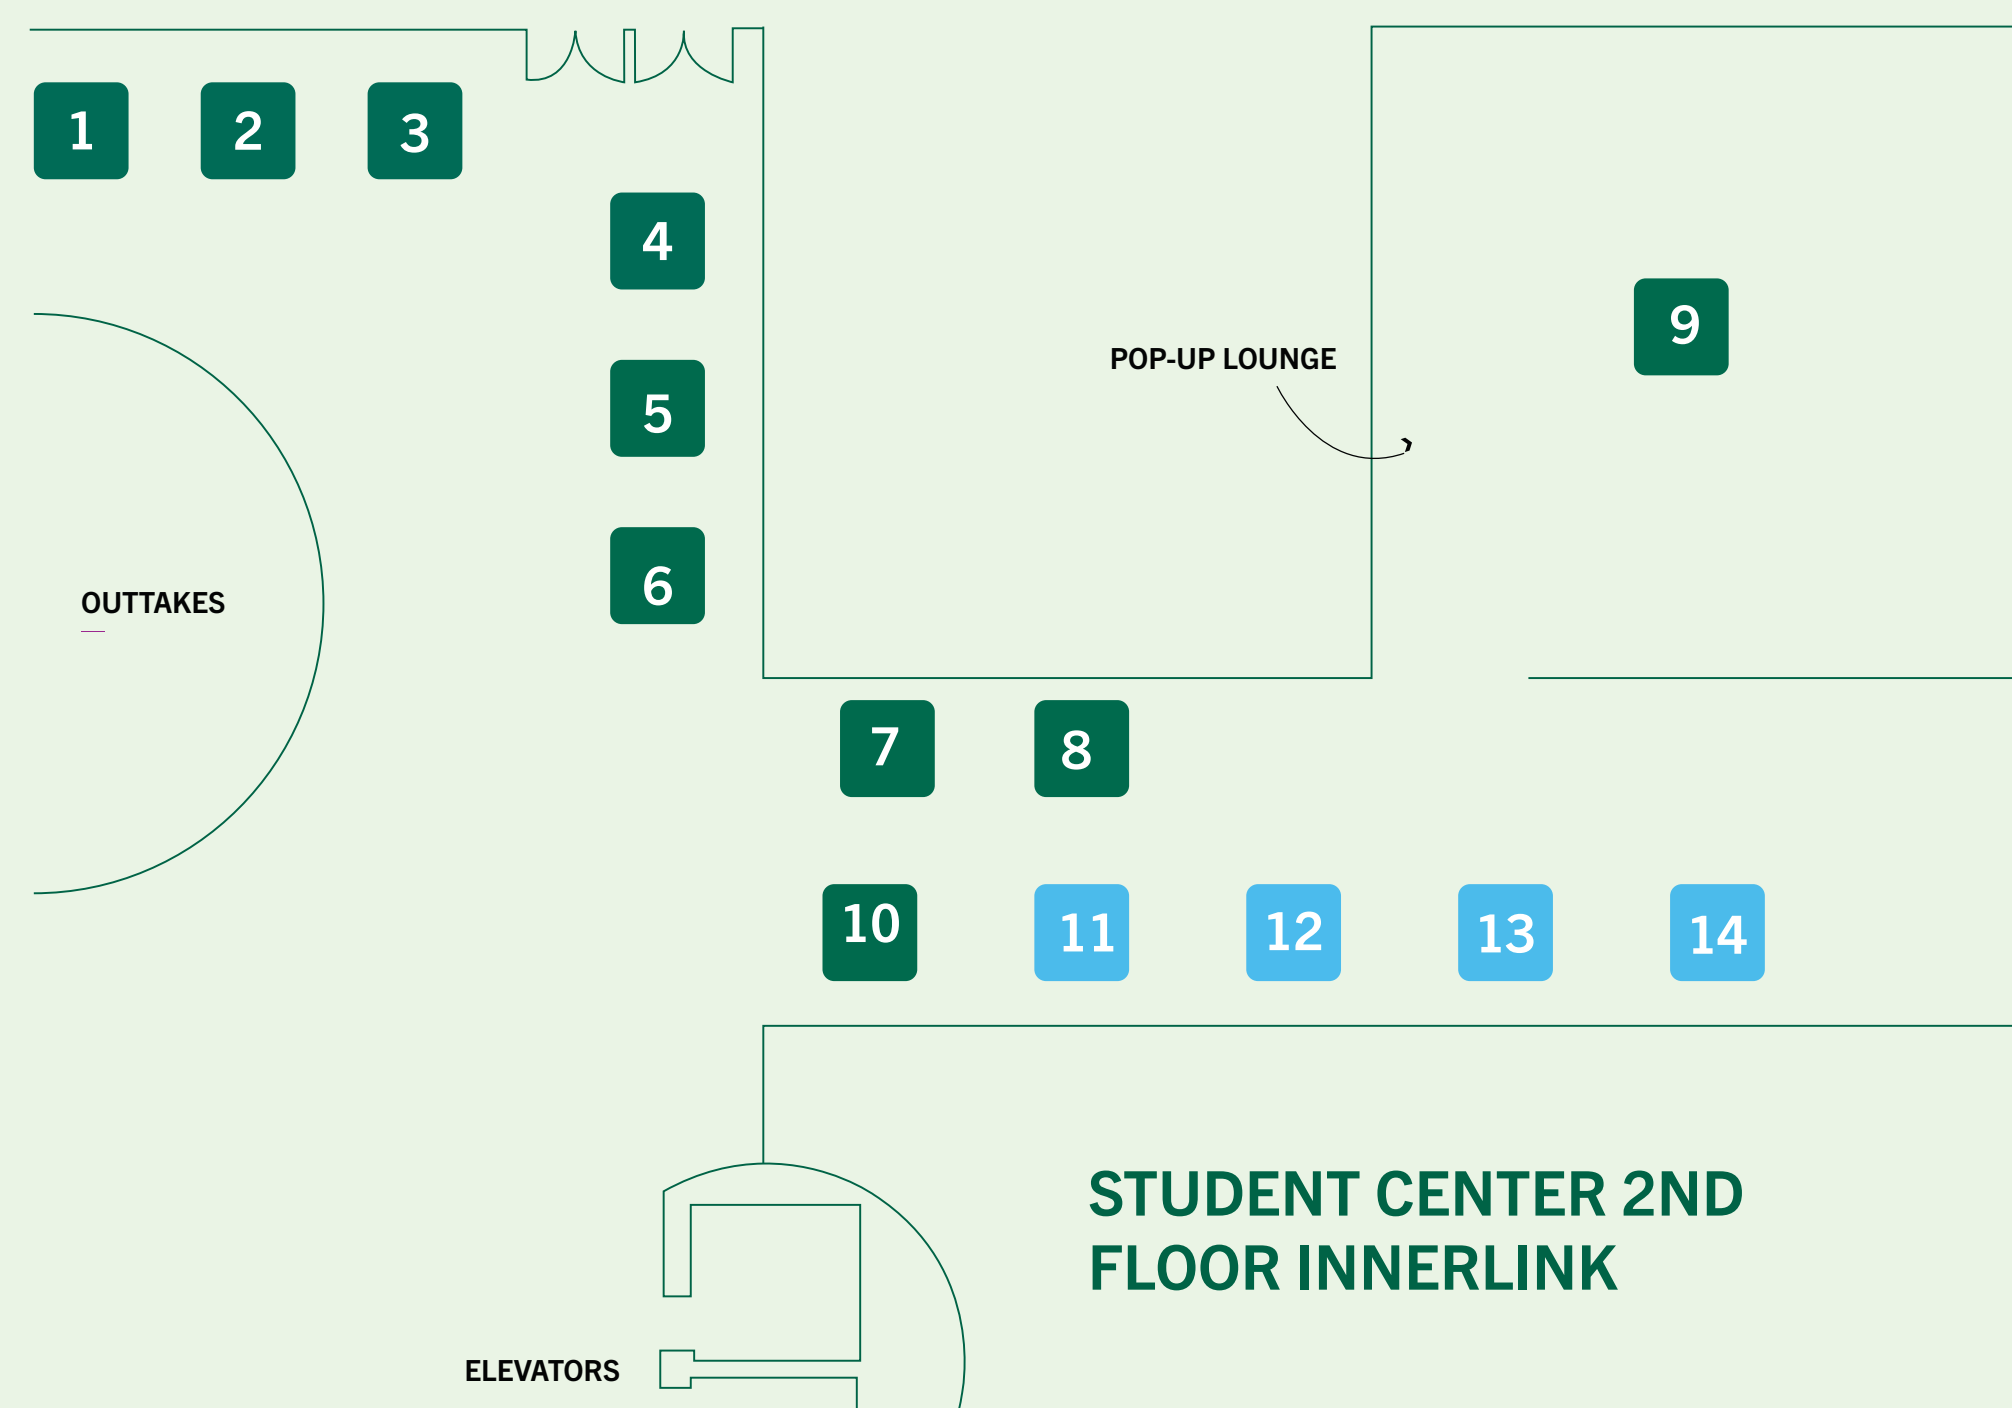 1 2 3
4
9
POP-UP LOUNGE
5
6
OUTTAKES
7 8
10 11 12 13 14
STUDENT CENTER 2ND
FLOOR INNERLINK
ELEVATORS